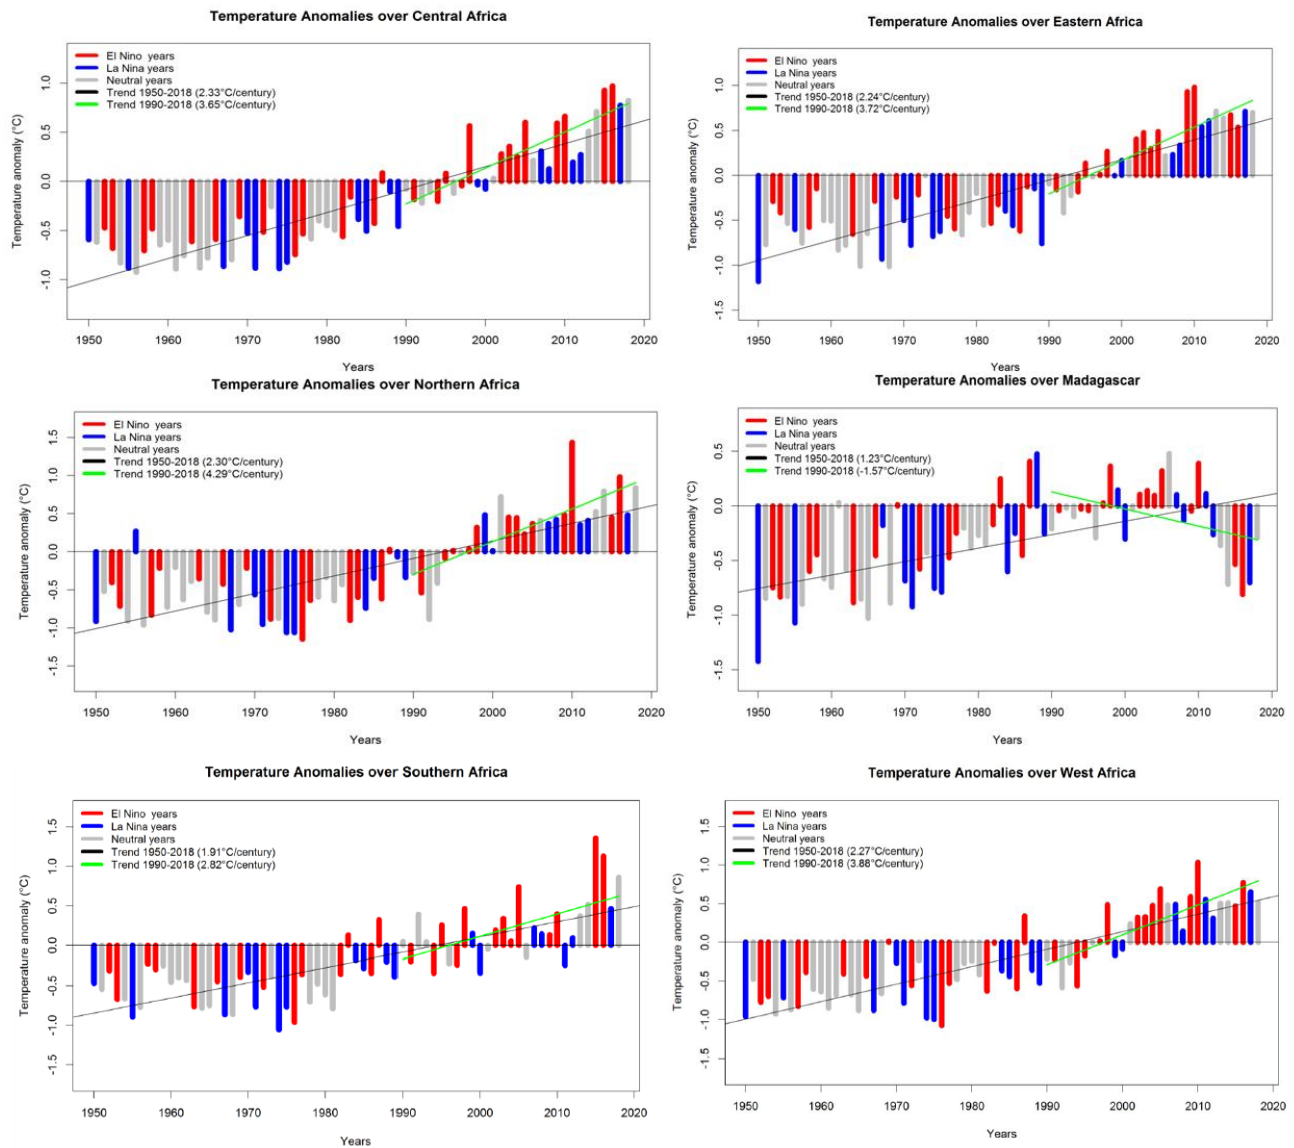 Temperature Anomalies over Central Africa
El Nino years
La Nina years
Neutral years
Trend 1950-2018 (2.33°C/century)
Trend 1990-2018 (3.65°C/century)
Temperature anomaly (°C)
1.0
0.5
0.0
-0.5
-1.0
1950 1960 1970 1980 1990 2000 2010 2020
Years
Temperature Anomalies over Eastern Africa
El Nino years
La Nina years
Neutral years
Trend 1950-2018 (2.24°C/century)
Trend 1990-2018 (3.72°C/century)
Temperature anomaly (°C)
1.0
0.5
0.0
-0.5
-1.0
-1.5
1950 1960 1970 1980 1990 2000 2010 2020
Years
Temperature Anomalies over Northern Africa
El Nino years
La Nina years
Neutral years
Trend 1950-2018 (2.30°C/century)
Trend 1990-2018 (4.29°C/century)
Temperature anomaly (°C)
1.5
1.0
0.5
0.0
-0.5
-1.0
-1.5
1950 1960 1970 1980 1990 2000 2010 2020
Years
Temperature Anomalies over Madagascar
El Nino years
La Nina years
Neutral years
Trend 1950-2018 (1.23°C/century)
Trend 1990-2018 (-1.57°C/century)
Temperature anomaly (°C)
0.5
0.0
-0.5
-1.0
-1.5
1950 1960 1970 1980 1990 2000 2010 2020
Years
Temperature Anomalies over Southern Africa
El Nino years
La Nina years
Neutral years
Trend 1950-2018 (1.91°C/century)
Trend 1990-2018 (2.82°C/century)
Temperature anomaly (°C)
1.5
1.0
0.5
0.0
-0.5
-1.0
-1.5
1950 1960 1970 1980 1990 2000 2010 2020
Years
Temperature Anomalies over West Africa
El Nino years
La Nina years
Neutral years
Trend 1950-2018 (2.27°C/century)
Trend 1990-2018 (3.88°C/century)
Temperature anomaly (°C)
1.5
1.0
0.5
0.0
-0.5
-1.0
-1.5
1950 1960 1970 1980 1990 2000 2010 2020
Years